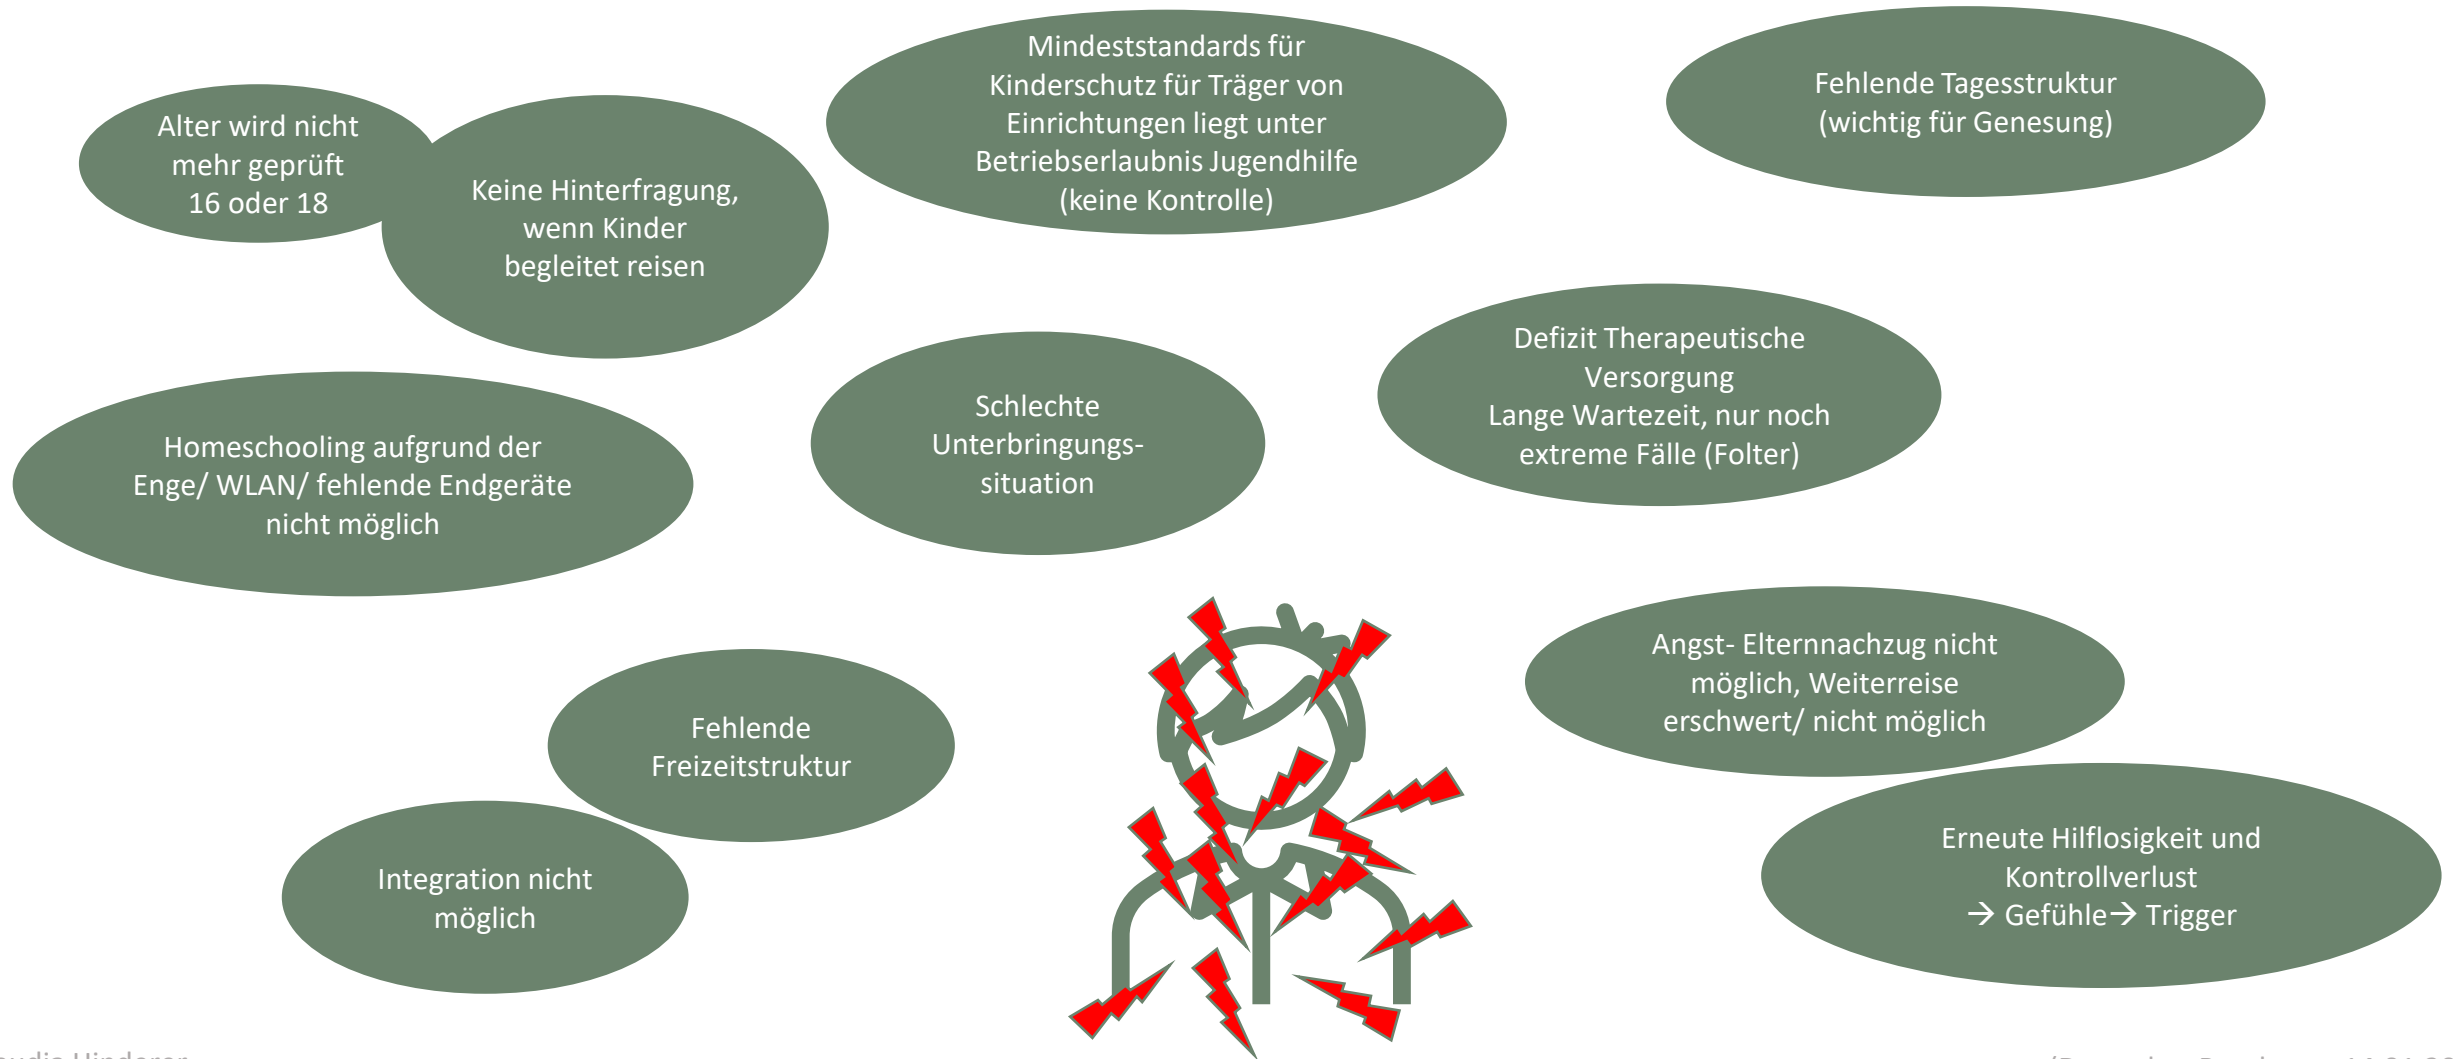 Alter wird nicht
mehr geprüft
16 oder 18
Keine Hinterfragung,
wenn Kinder
begleitet reisen
Mindeststandards für
Kinderschutz für Träger von
Einrichtungen liegt unter
Betriebserlaubnis Jugendhilfe
(keine Kontrolle)
Fehlende Tagesstruktur
(wichtig für Genesung)
Homeschooling aufgrund der
Enge/ WLAN/ fehlende Endgeräte
nicht möglich
Schlechte
Unterbringungs-
situation
Defizit Therapeutische
Versorgung
Lange Wartezeit, nur noch
extreme Fälle (Folter)
Fehlende
Freizeitstruktur
Integration nicht
möglich
Angst- Elternnachzug nicht
möglich, Weiterreise
erschwert/ nicht möglich
Erneute Hilflosigkeit und
Kontrollverlust
→ Gefühle→ Trigger